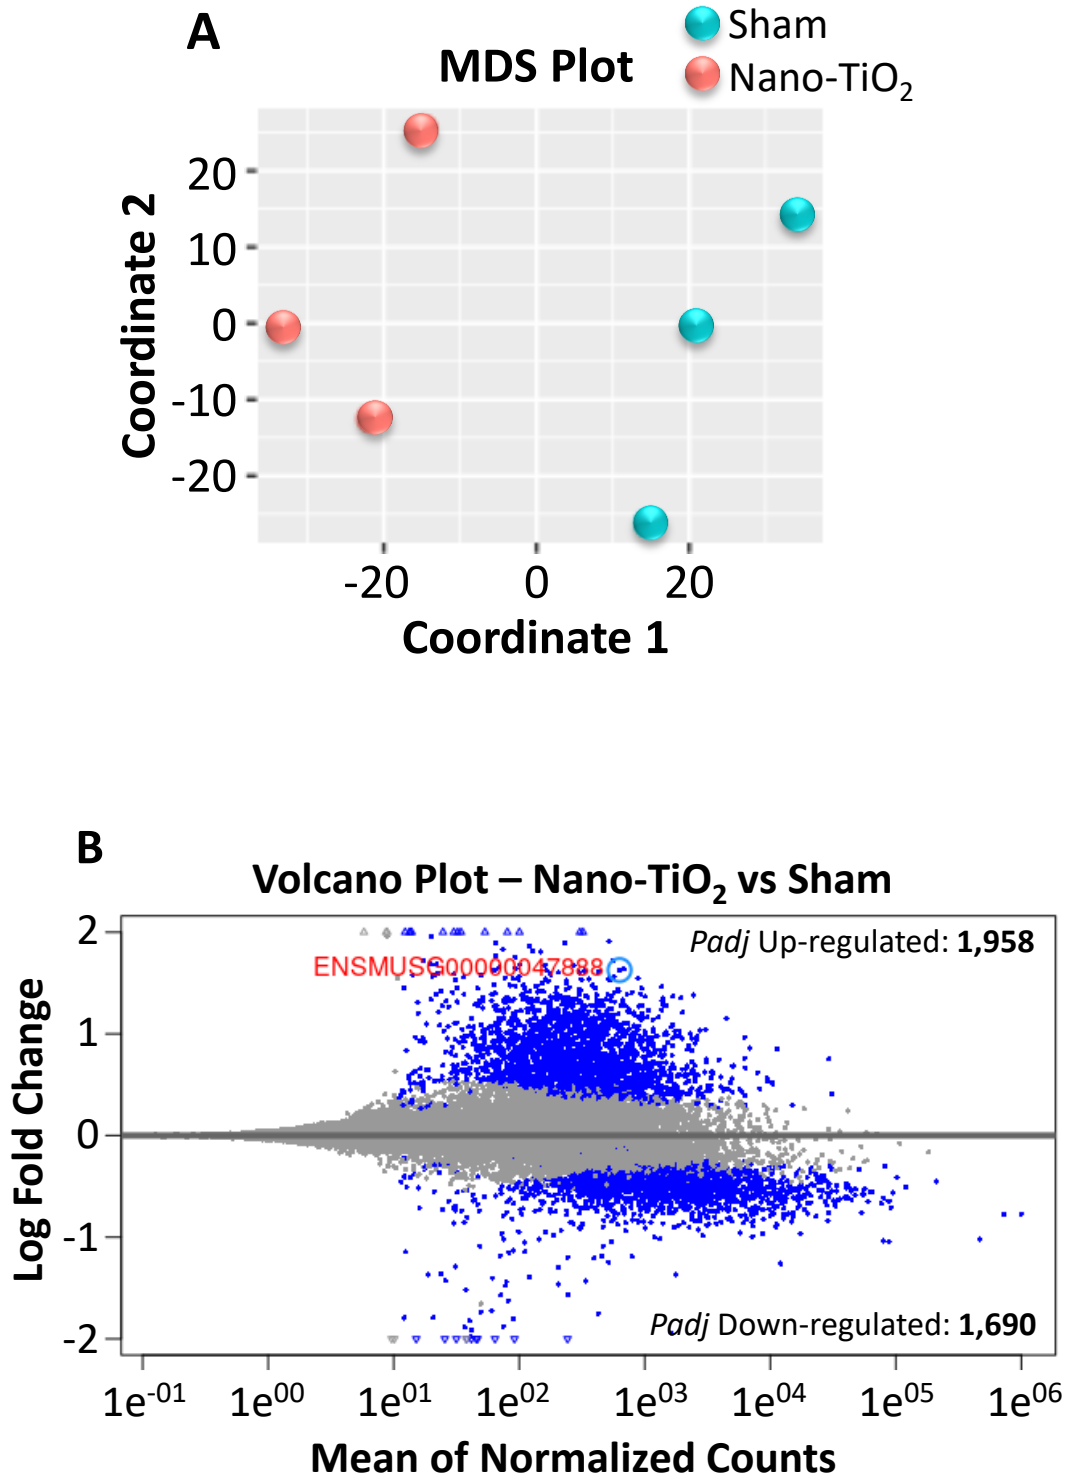 A
Sham
MDS Plot
Nano-TiO₂
20
10
0
-10
-20
Coordinate 2
-20 0 20
Coordinate 1
B
Volcano Plot – Nano-TiO₂ vs Sham
2
Padj Up-regulated: 1,958
ENSMUSG00000047888
1
0
-1
-2
Log Fold Change
Padj Down-regulated: 1,690
1e⁻⁰¹ 1e⁰⁰ 1e⁰¹ 1e⁰² 1e⁰³ 1e⁰⁴ 1e⁰⁵ 1e⁰⁶
Mean of Normalized Counts